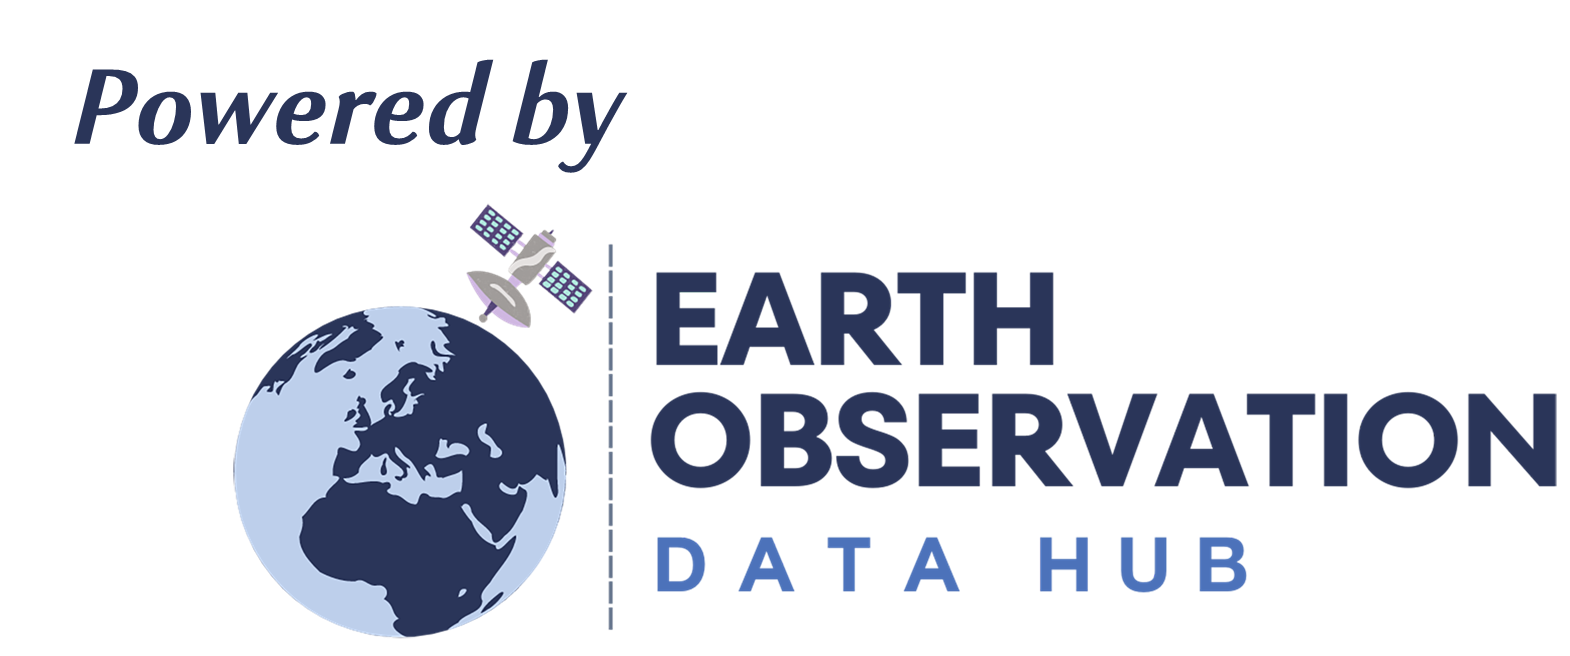 Powered by
EARTH
OBSERVATION
DATA HUB